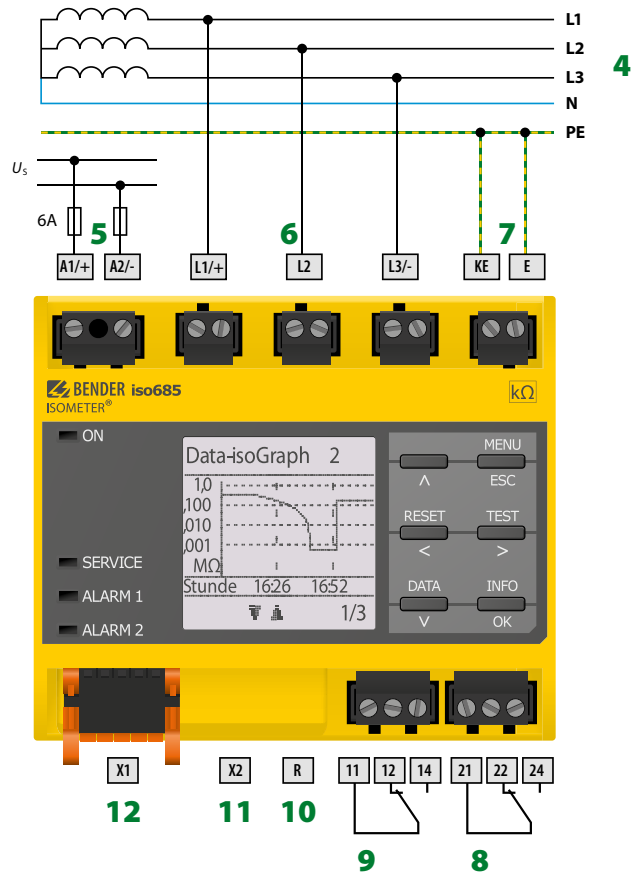 L1
L2
4
L3
N
PE
Us
6A
5
6
7
A1/+ A2/- L1/+ L2 L3/- KE E
BENDER iso685
ISOMETER®
kΩ
ON
SERVICE
ALARM 1
ALARM 2
Data-isoGraph 2
1,0
,100
,010
,001
MΩ
Stunde 16:26 16:52
1/3
MENU
∧ ESC
RESET TEST
< >
DATA INFO
∨ OK
X1 X2 R 11 12 14 21 22 24
12 11 10
9 8